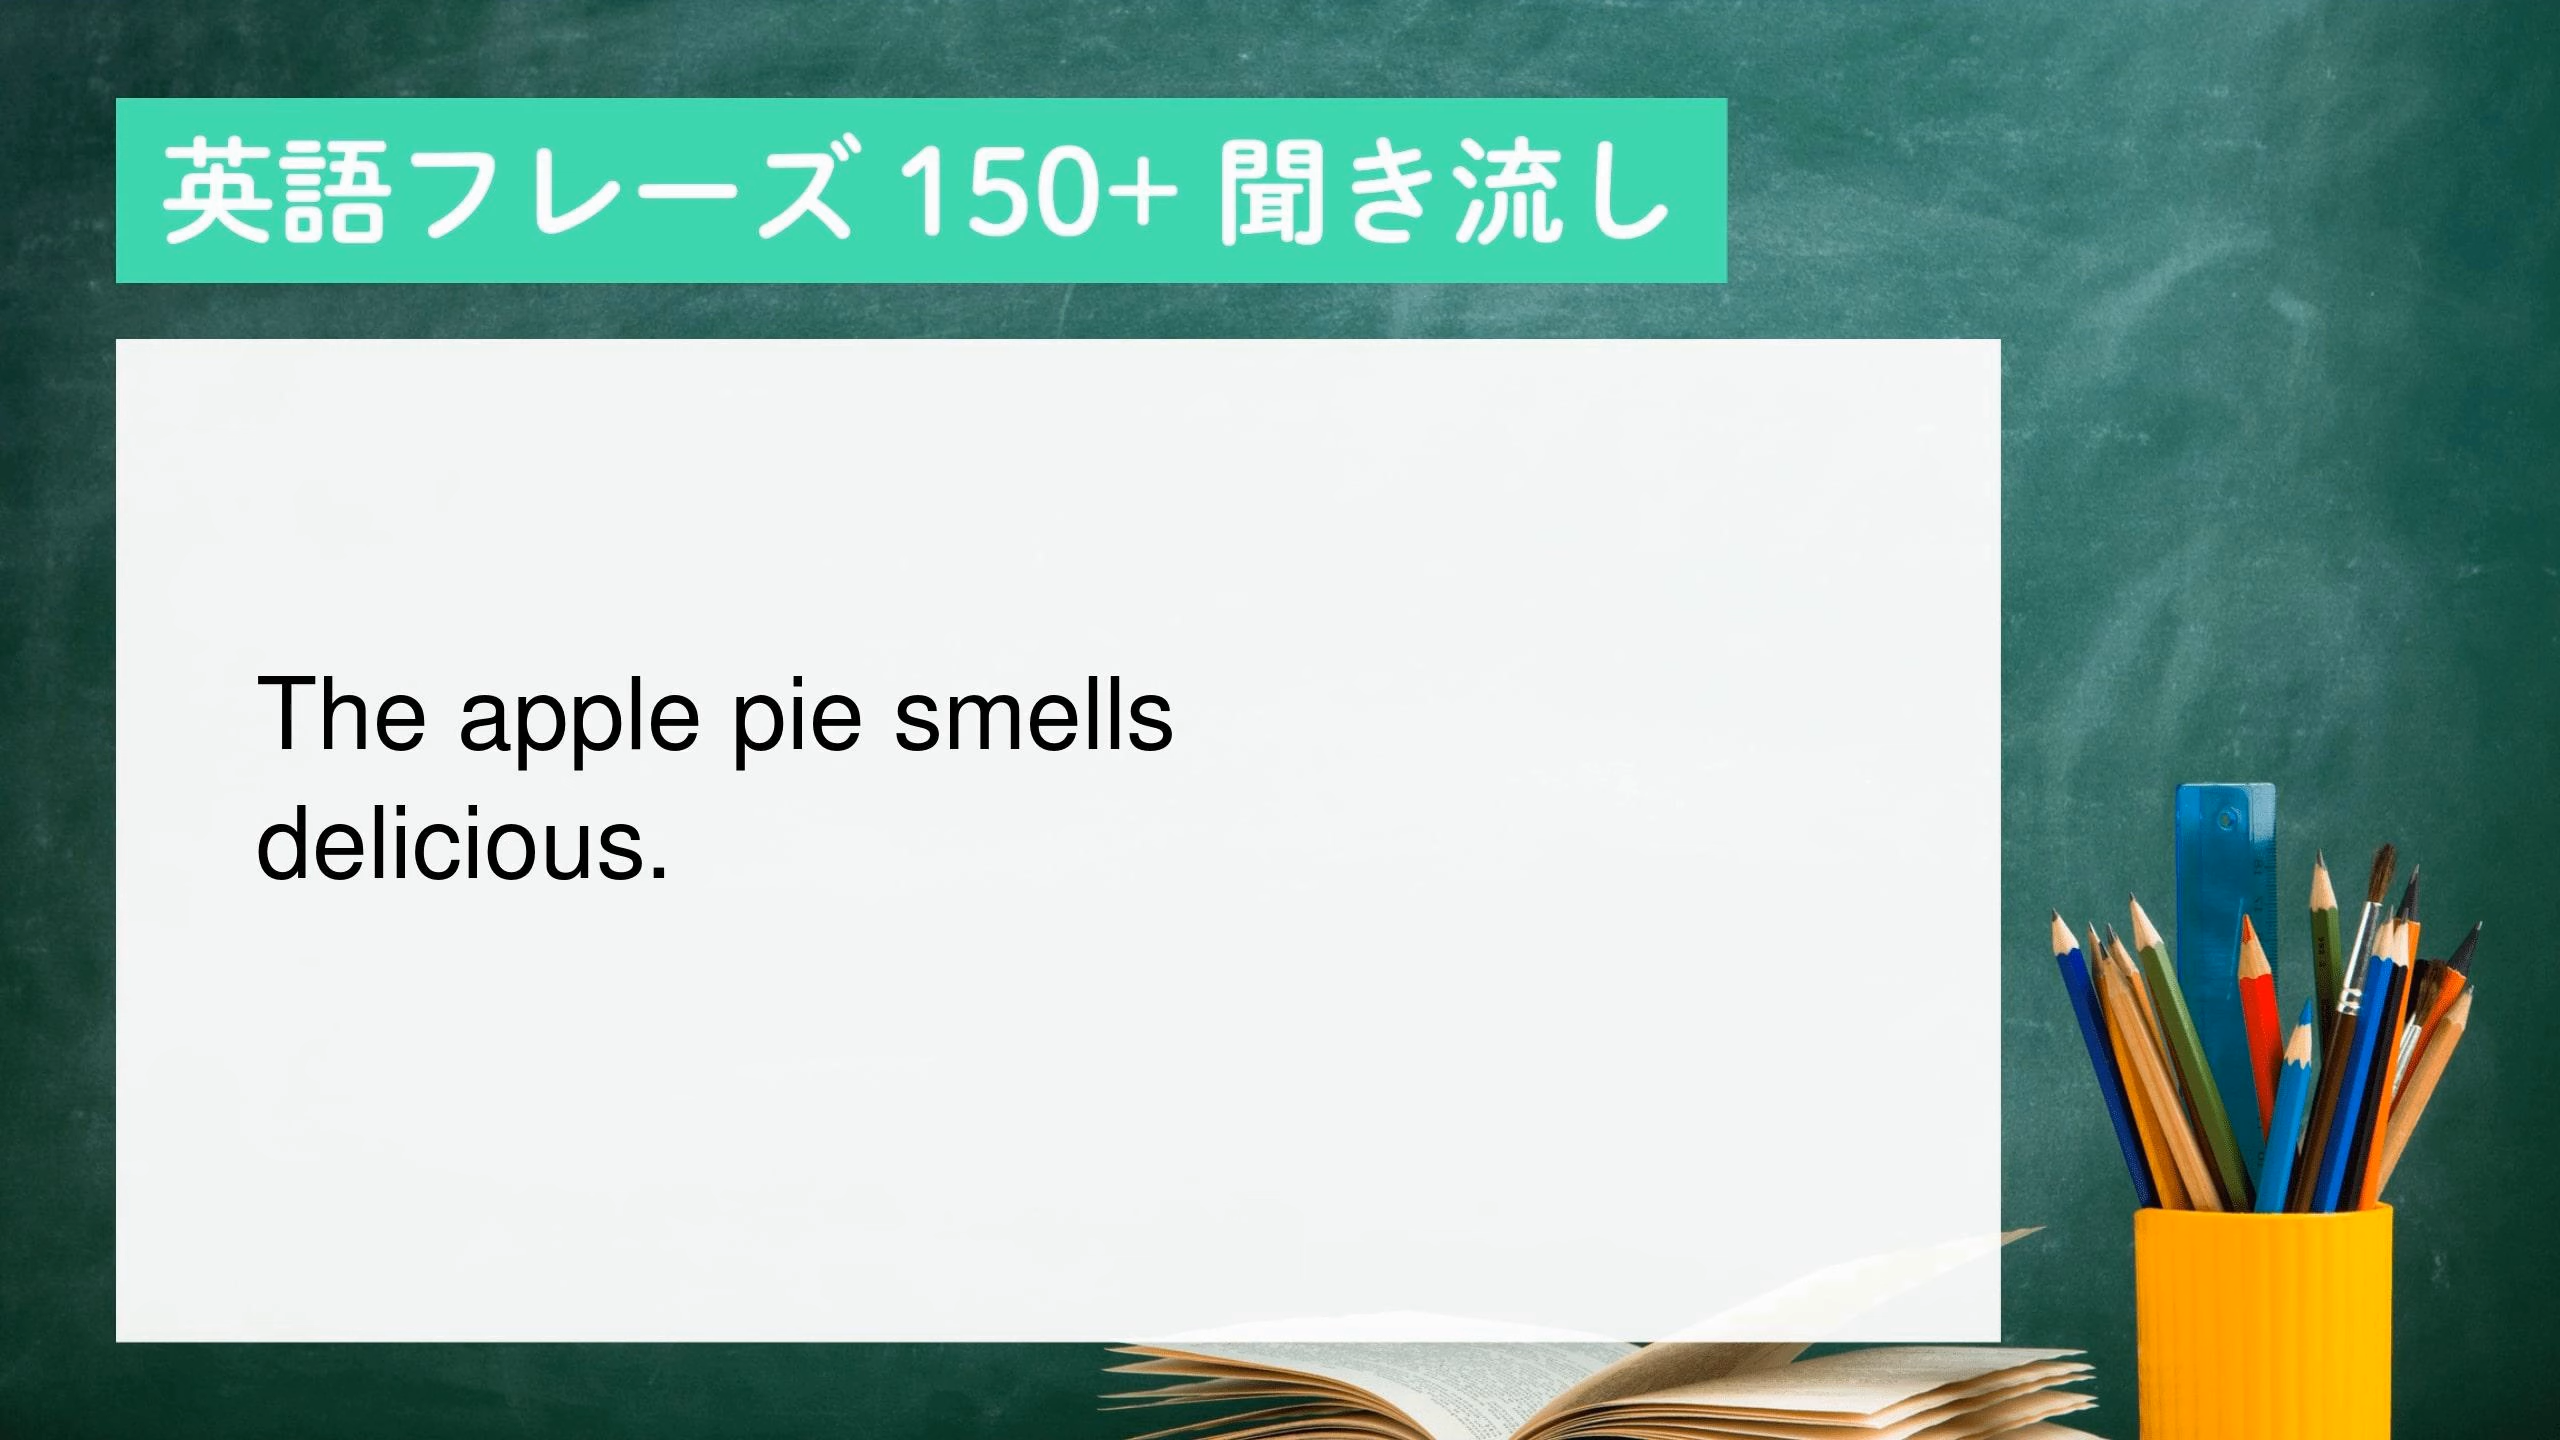 英語フレーズ 150+ 聞き流し
The apple pie smells
delicious.